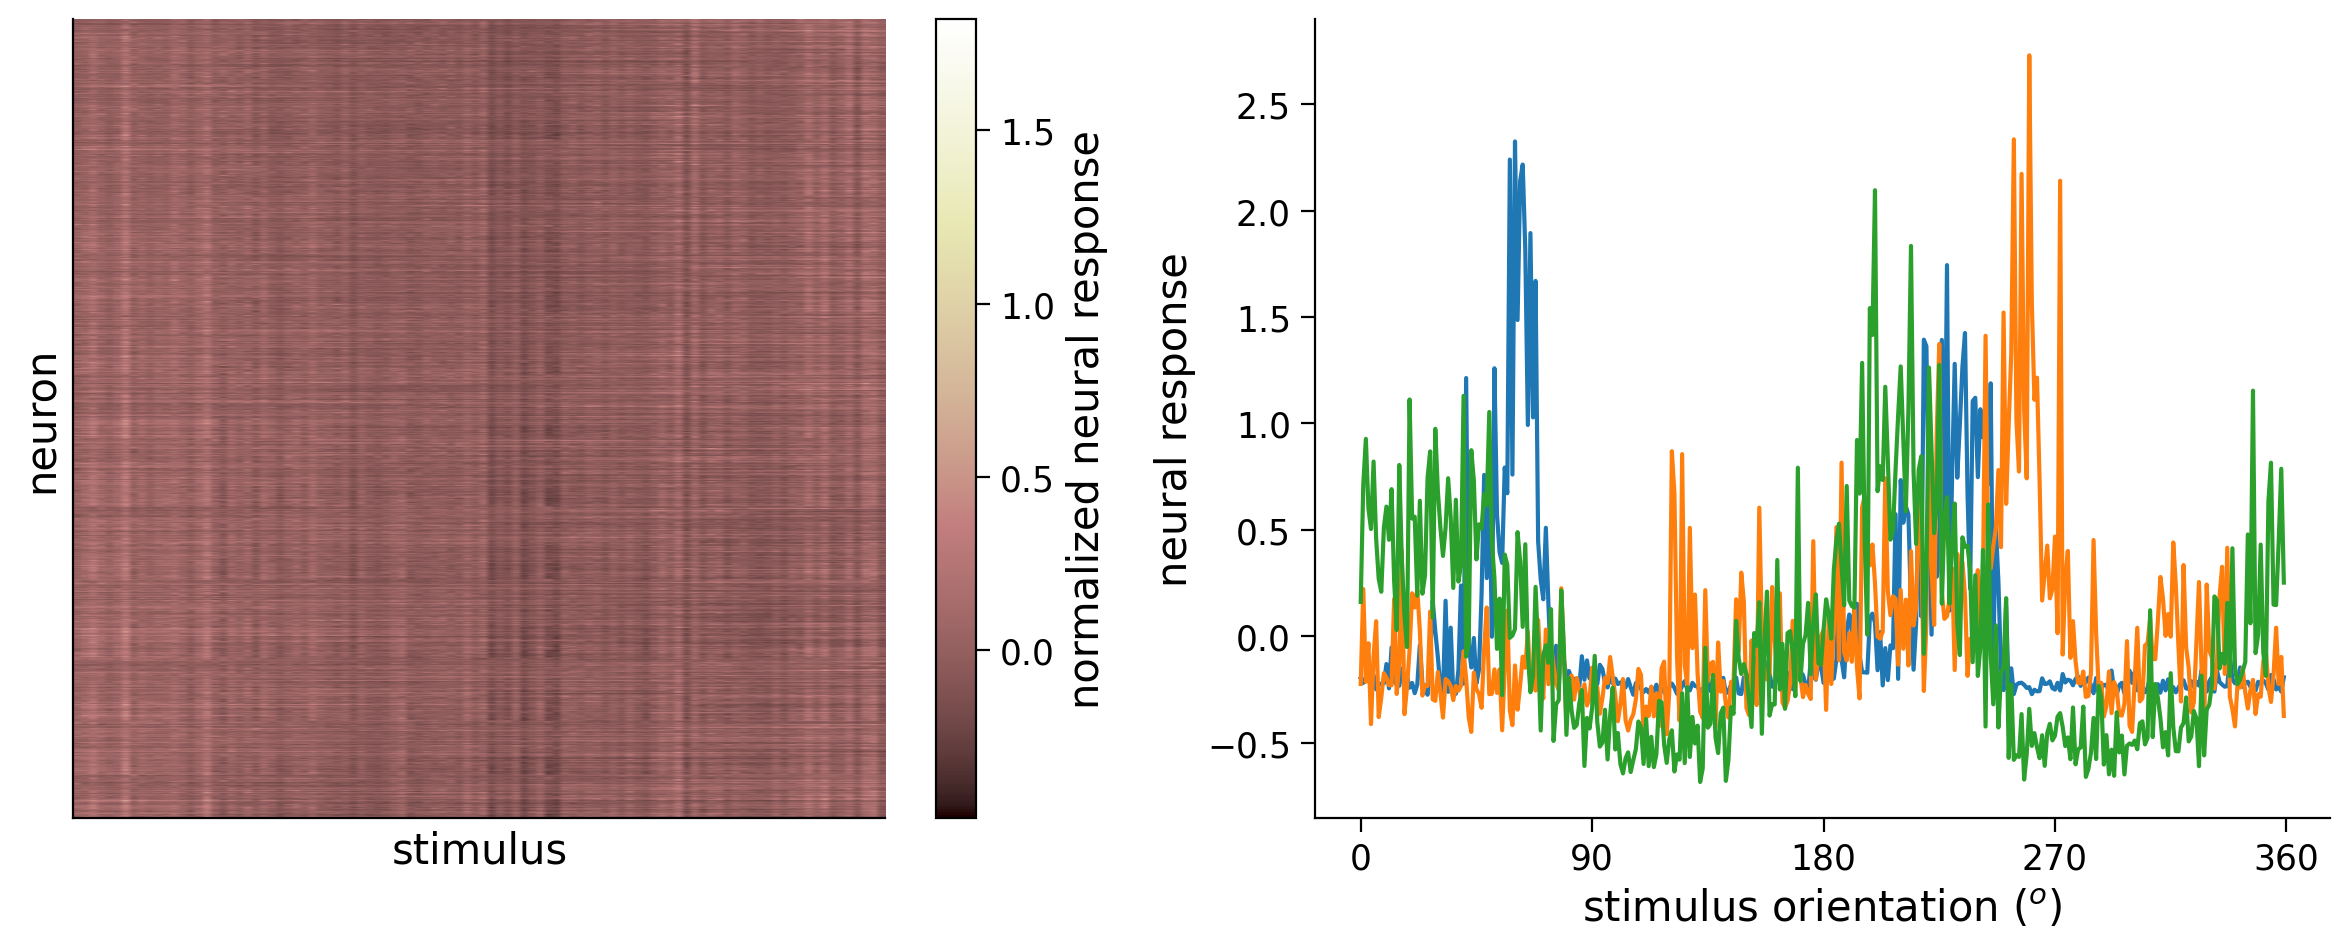 neuron
stimulus
1.5
1.0
0.5
0.0
normalized neural response
neural response
2.5
2.0
1.5
1.0
0.5
0.0
−0.5
0 90 180 270 360
stimulus orientation (o)